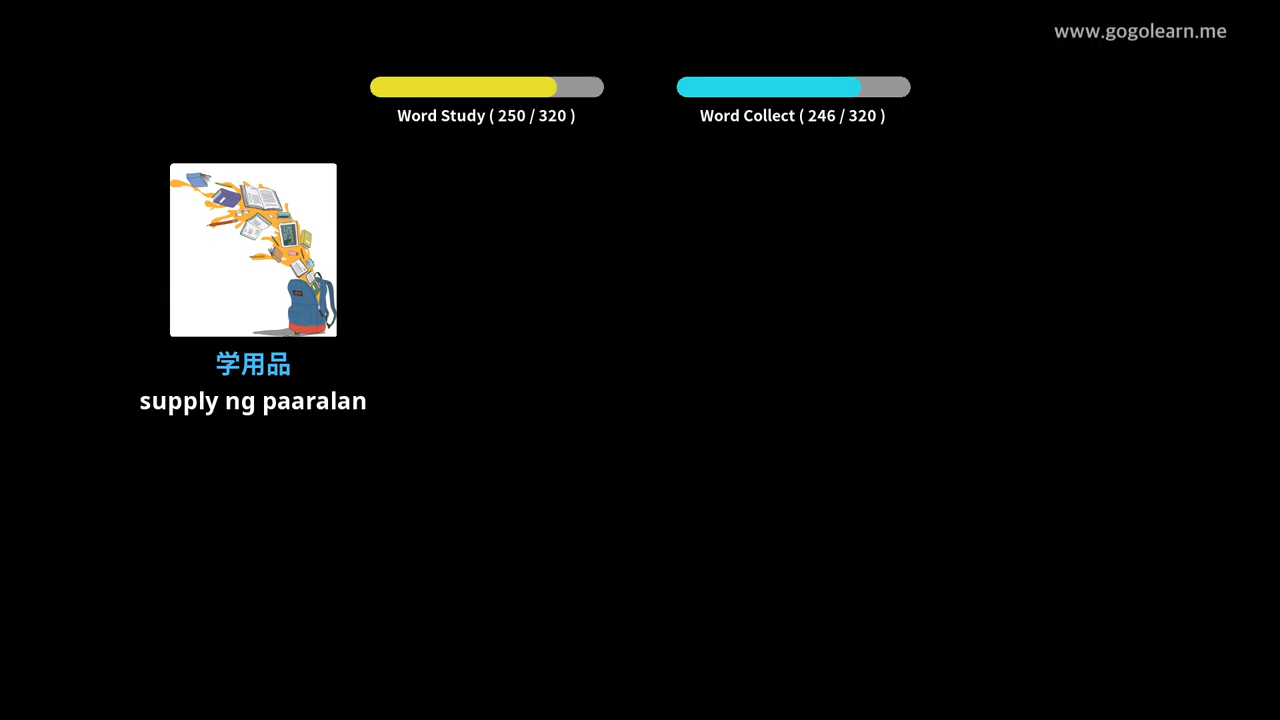 www.gogolearn.me
Word Study ( 250 / 320 )
Word Collect ( 246 / 320 )
学用品
supply ng paaralan